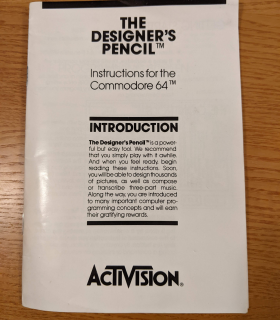 THE
DESIGNER'S
PENCIL™
Instructions for the
Commodore 64™
INTRODUCTION
The Designer's Pencil™ is a power-
ful but easy tool. We recommend
that you simply play with it awhile.
And when you feel ready, begin
reading these instructions. Soon,
you will be able to design thousands
of pictures, as well as compose
or transcribe three-part music.
Along the way, you are introduced
to many important computer pro-
gramming concepts and will earn
their gratifying rewards.
ACTIVISION®